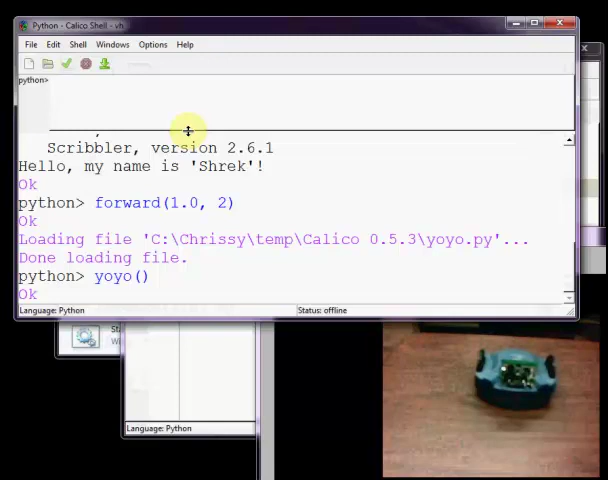 Python - Calico Shell - vh
File Edit Shell Windows Options Help
python>
Scribbler, version 2.6.1
Hello, my name is 'Shrek'!
Ok
python> forward(1.0, 2)
Ok
Loading file 'C:\Chrissy\temp\Calico 0.5.3\yoyo.py'...
Done loading file.
python> yoyo()
Ok
Language: Python Status: offline
Language: Python